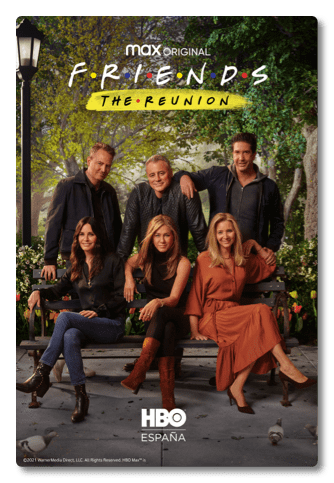 max ORIGINAL
F·R·I·E·N·D·S
THE·REUNION
HBO
ESPAÑA
©2021 WarnerMedia Direct, LLC. All Rights Reserved. HBO Max™ is